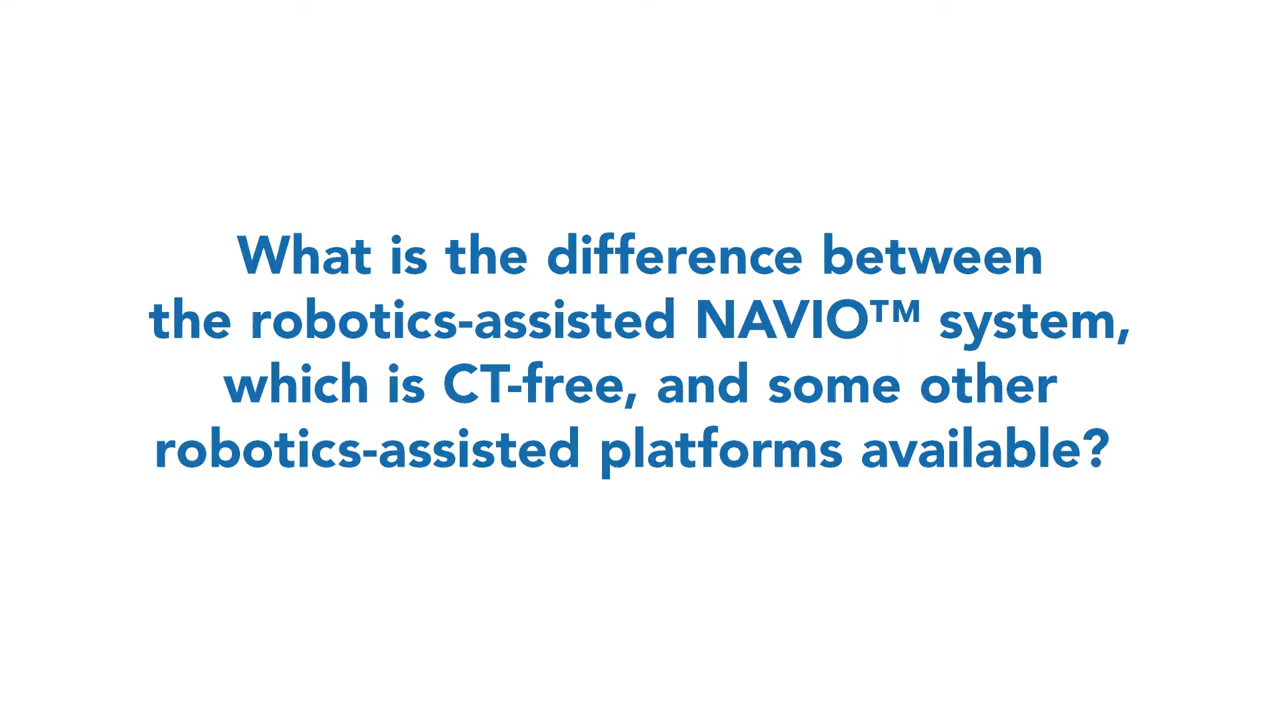 What is the difference between
the robotics-assisted NAVIO™ system,
which is CT-free, and some other
robotics-assisted platforms available?